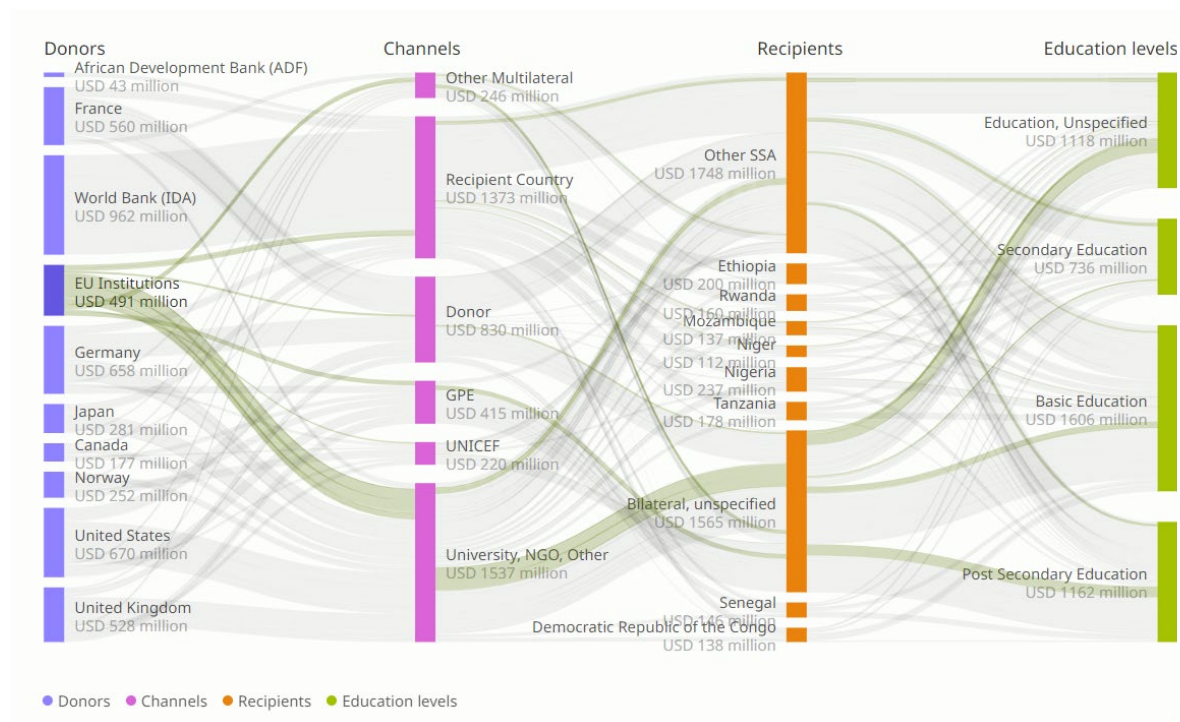 Donors
African Development Bank (ADF)
USD 43 million
France
USD 560 million
World Bank (IDA)
USD 962 million
EU Institutions
USD 491 million
Germany
USD 658 million
Japan
USD 281 million
Canada
USD 177 million
Norway
USD 252 million
United States
USD 670 million
United Kingdom
USD 528 million
Channels
Other Multilateral
USD 246 million
Recipient Country
USD 1373 million
Donor
USD 830 million
GPE
USD 415 million
UNICEF
USD 220 million
University, NGO, Other
USD 1537 million
Recipients
Other SSA
USD 1748 million
Ethiopia
USD 200 million
Rwanda
USD 160 million
Mozambique
USD 137 million
Niger
USD 112 million
Nigeria
USD 237 million
Tanzania
USD 178 million
Bilateral, unspecified
USD 1565 million
Senegal
USD 146 million
Democratic Republic of the Congo
USD 138 million
Education levels
Education, Unspecified
USD 1118 million
Secondary Education
USD 736 million
Basic Education
USD 1606 million
Post Secondary Education
USD 1162 million
Donors Channels Recipients Education levels